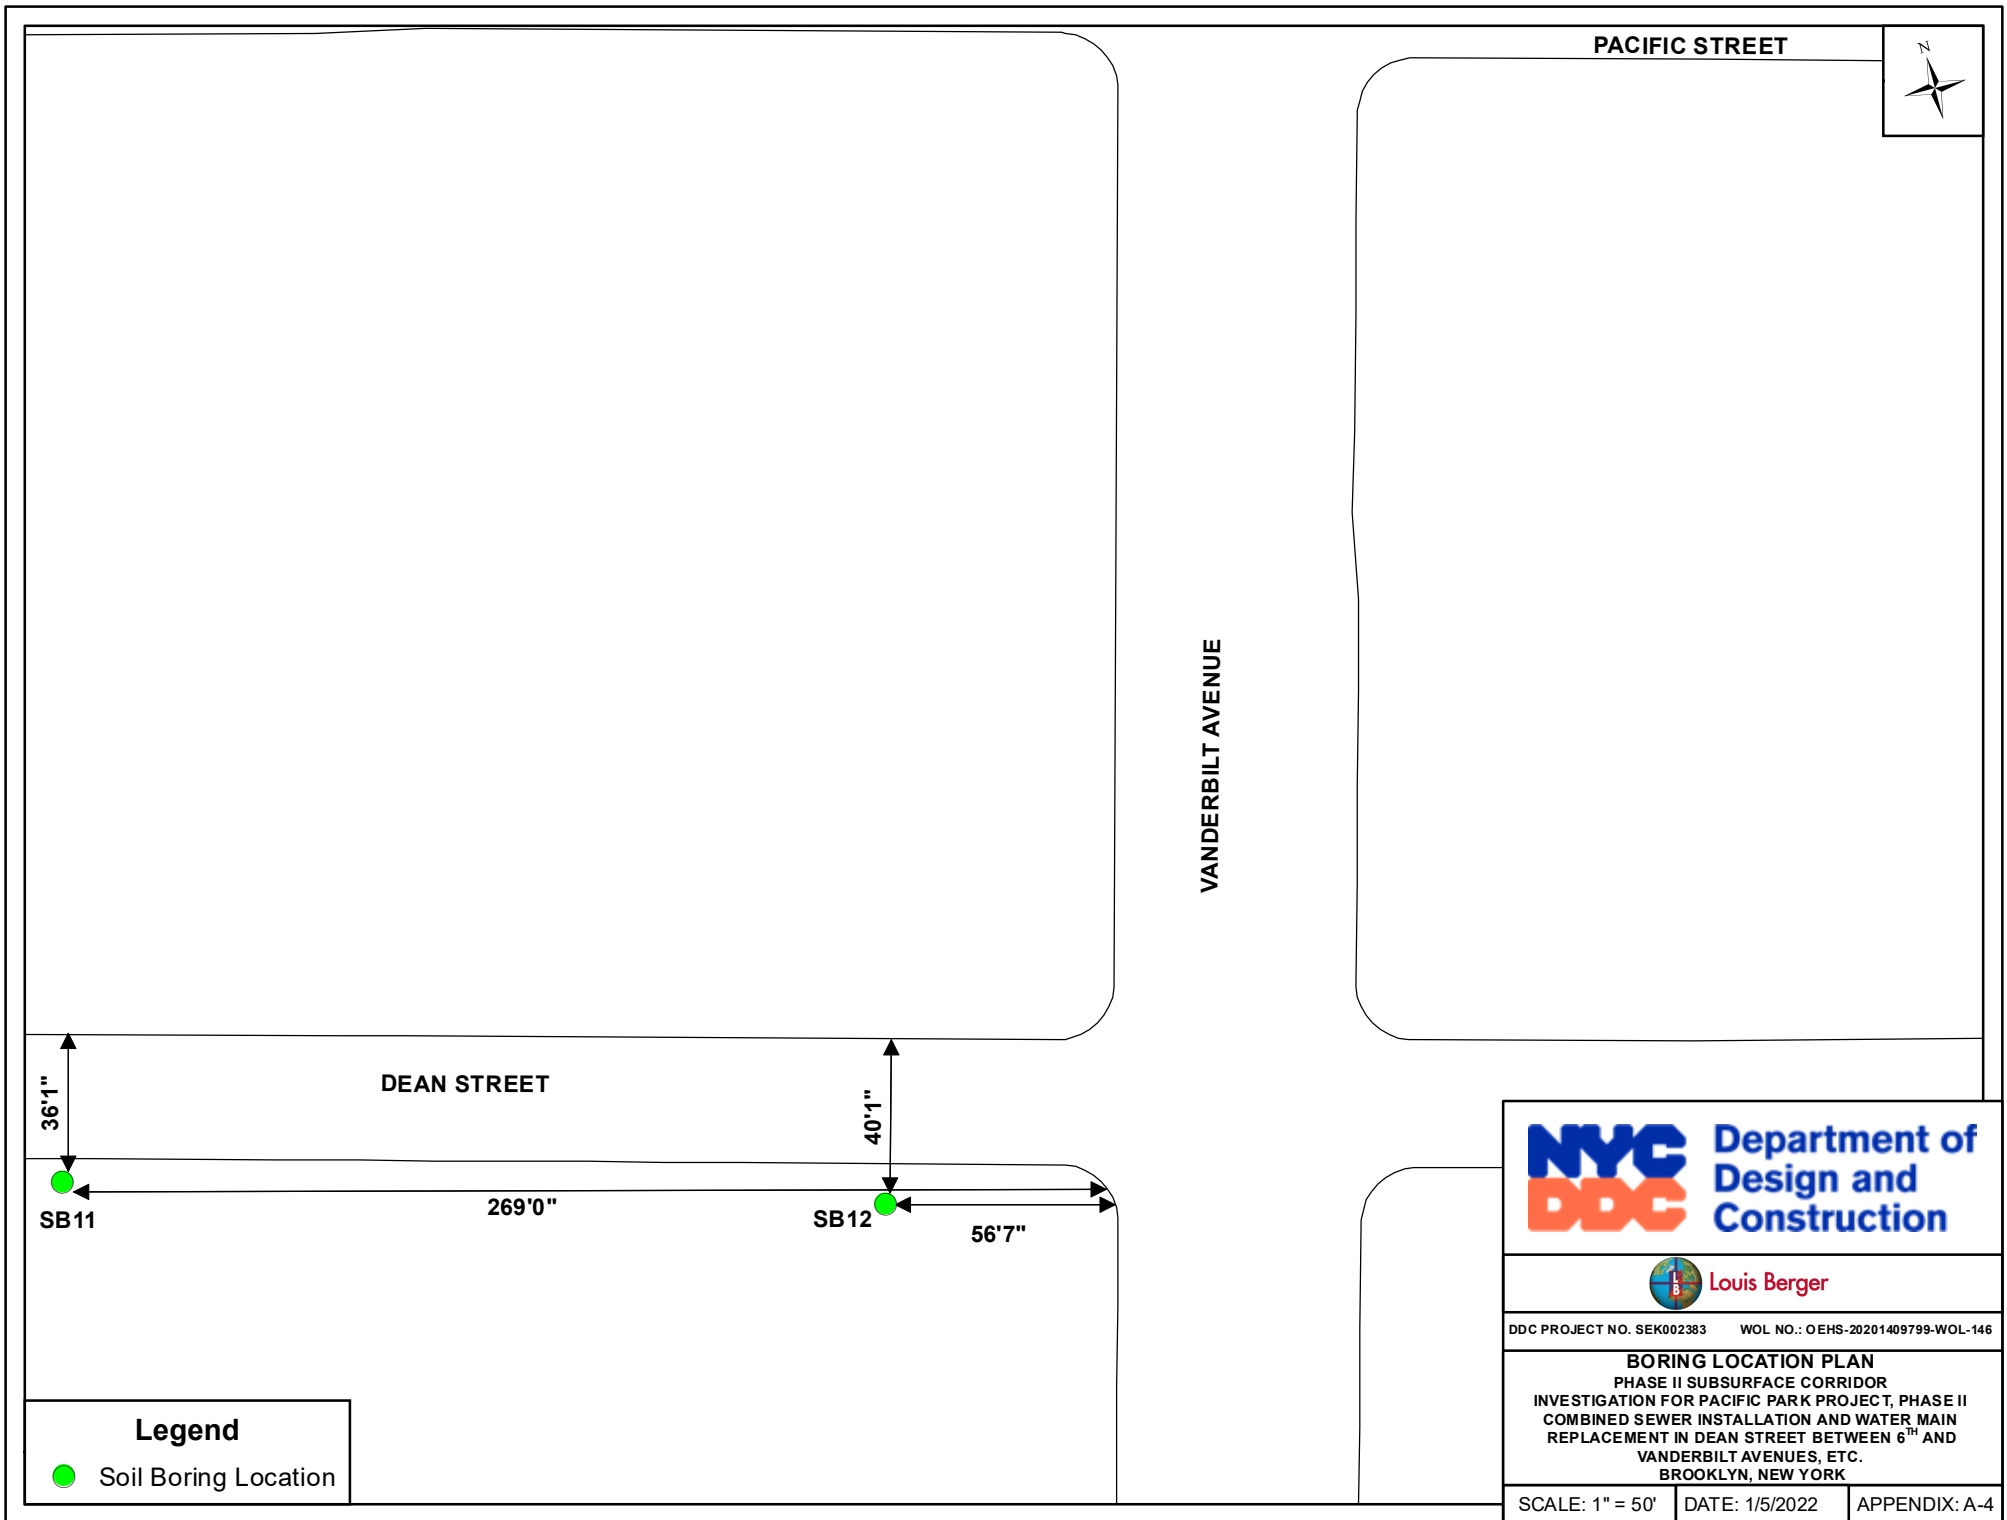 PACIFIC STREET
N
VANDERBILT AVENUE
DEAN STREET
36'1"
40'1"
269'0"
SB11
SB12
56'7"
Legend
Soil Boring Location
NYC
DDC
Department of
Design and
Construction
L
B
Louis Berger
DDC PROJECT NO. SEK002383 WOL NO.: OEHS-20201409799-WOL-146
BORING LOCATION PLAN
PHASE II SUBSURFACE CORRIDOR
INVESTIGATION FOR PACIFIC PARK PROJECT, PHASE II
COMBINED SEWER INSTALLATION AND WATER MAIN
REPLACEMENT IN DEAN STREET BETWEEN 6TH AND
VANDERBILT AVENUES, ETC.
BROOKLYN, NEW YORK
SCALE: 1" = 50' DATE: 1/5/2022 APPENDIX: A-4